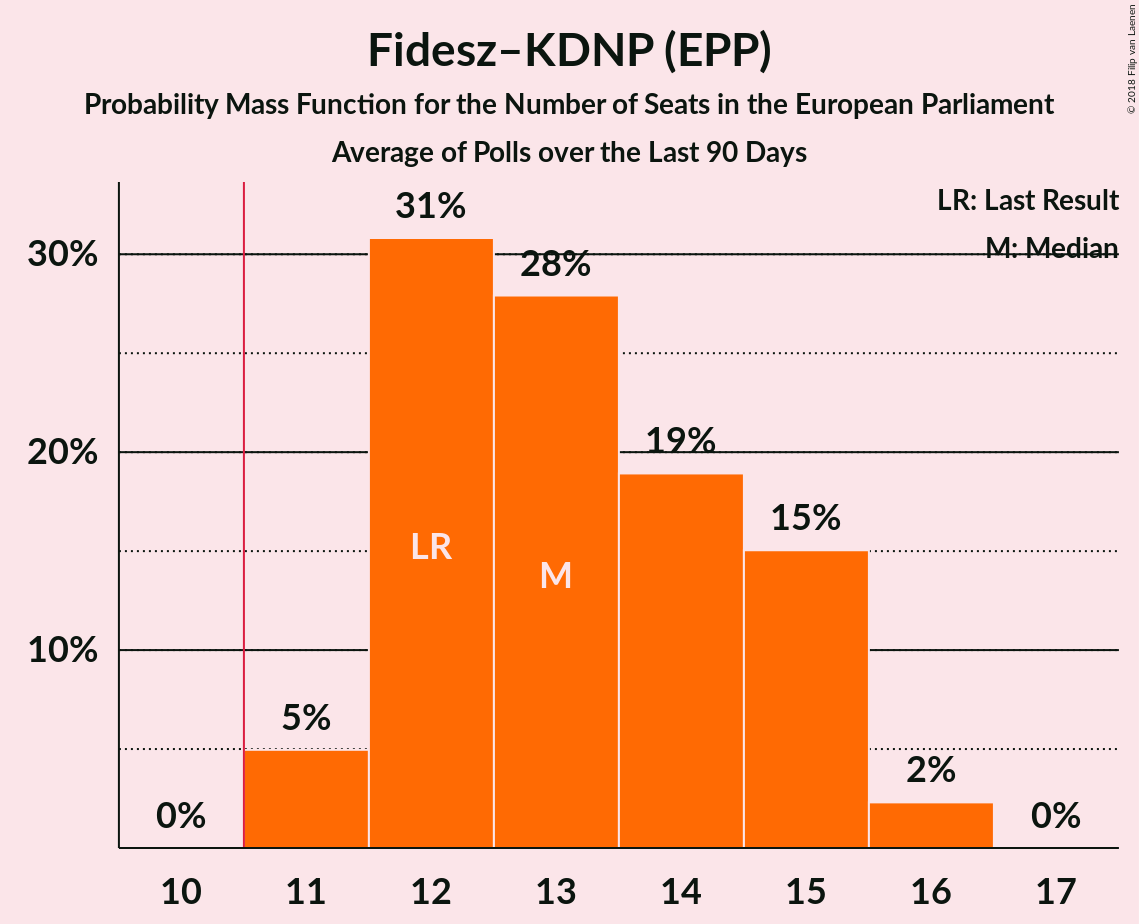 Fidesz–KDNP (EPP)
Probability Mass Function for the Number of Seats in the European Parliament
Average of Polls over the Last 90 Days
© 2018 Filip van Laenen
LR: Last Result
M: Median
31%
28%
19%
15%
5%
2%
0%
0%
30%
20%
10%
LR
M
10 11 12 13 14 15 16 17